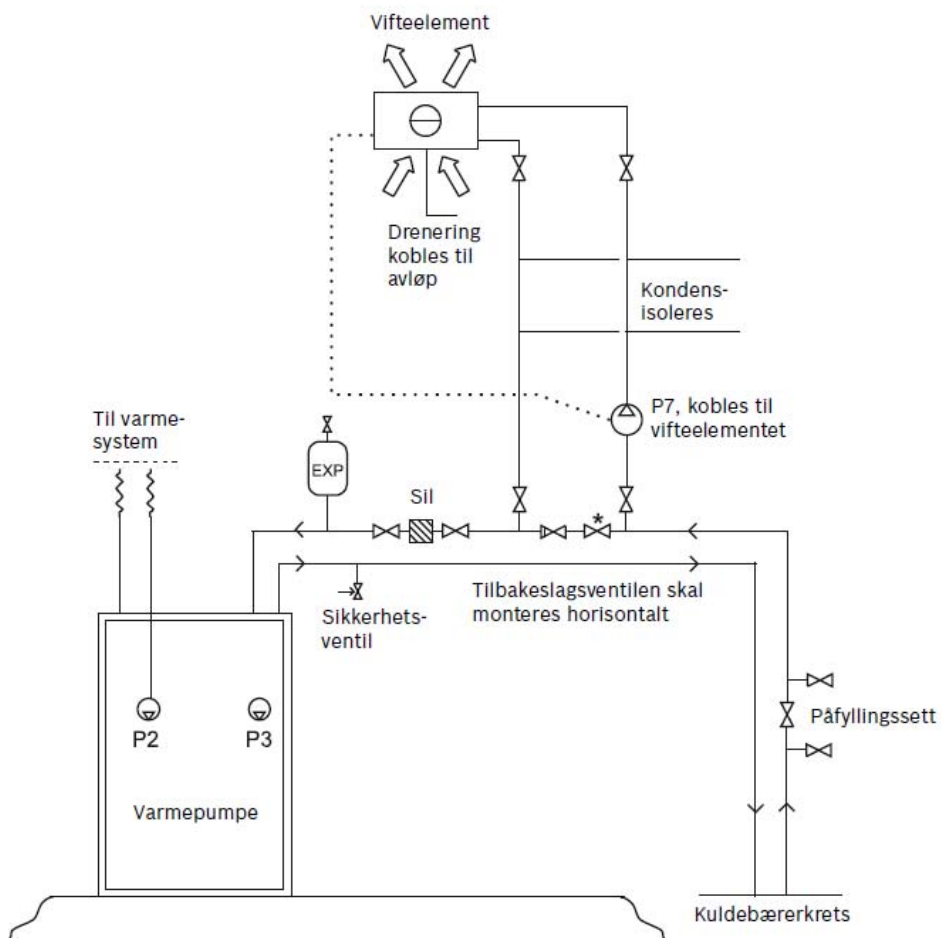 Vifteelement
Drenering
kobles til
avløp
Kondens-
isoleres
P7, kobles til
vifteelementet
Til varme-
system
EXP
Sil
*
Tilbakeslagsventilen skal
monteres horisontalt
Sikkerhets-
ventil
P2
P3
Påfyllingssett
Varmepumpe
Kuldebærerkrets